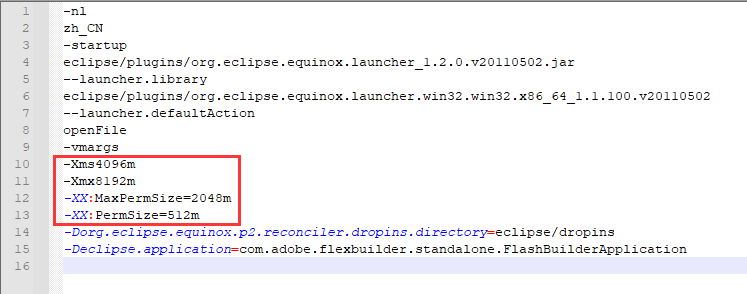 1 -nl
2 zh_CN
3 -startup
4 eclipse/plugins/org.eclipse.equinox.launcher_1.2.0.v20110502.jar
5 --launcher.library
6 eclipse/plugins/org.eclipse.equinox.launcher.win32.win32.x86_64_1.1.100.v20110502
7 --launcher.defaultAction
8 openFile
9 -vmargs
10 -Xms4096m
11 -Xmx8192m
12 -XX:MaxPermSize=2048m
13 -XX:PermSize=512m
14 -Dorg.eclipse.equinox.p2.reconciler.dropins.directory=eclipse/dropins
15 -Declipse.application=com.adobe.flexbuilder.standalone.FlashBuilderApplication
16